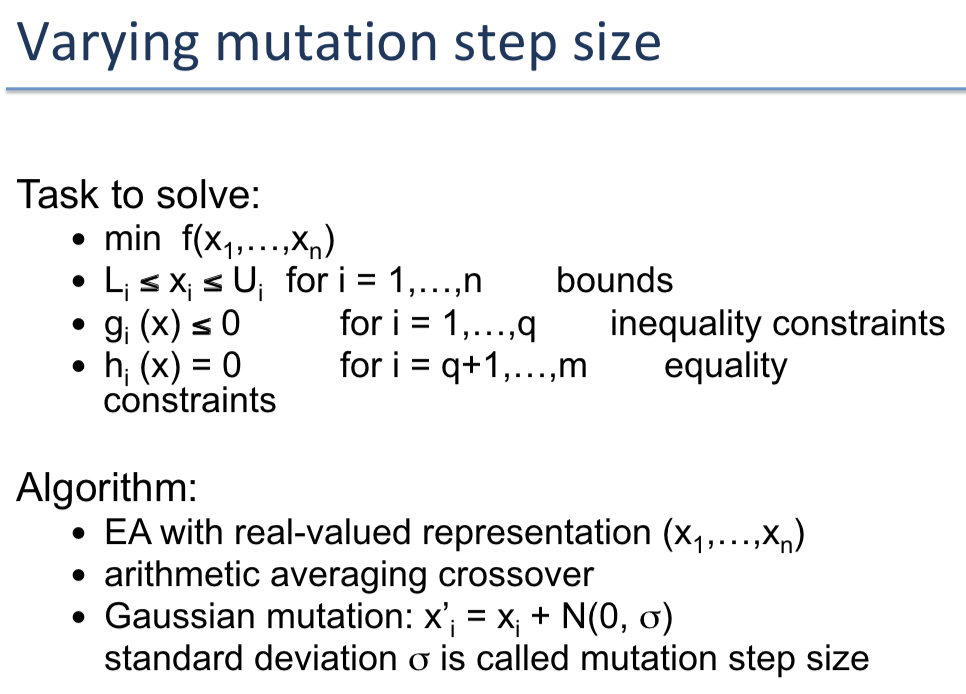 Varying mutation step size
Task to solve:
• min f(x₁,…,xₙ)
• Lᵢ ≤ xᵢ ≤ Uᵢ for i = 1,…,n bounds
• gᵢ (x) ≤ 0 for i = 1,…,q inequality constraints
• hᵢ (x) = 0 for i = q+1,…,m equality
constraints
Algorithm:
• EA with real-valued representation (x₁,…,xₙ)
• arithmetic averaging crossover
• Gaussian mutation: x’ᵢ = xᵢ + N(0, σ)
standard deviation σ is called mutation step size